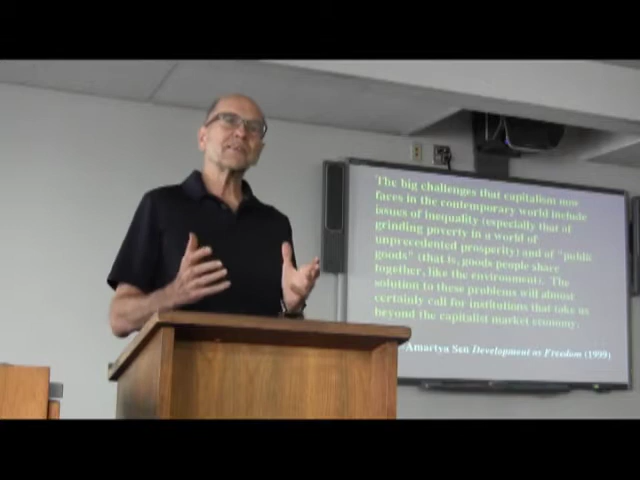 The big challenges that capitalism now
faces in the contemporary world include
issues of inequality (especially that of
grinding poverty in a world of
unprecedented prosperity) and of "public
goods" (that is, goods people share
together, like the environment). The
solution to these problems will almost
certainly call for institutions that take us
beyond the capitalist market economy.
-Amartya Sen Development as Freedom (1999)